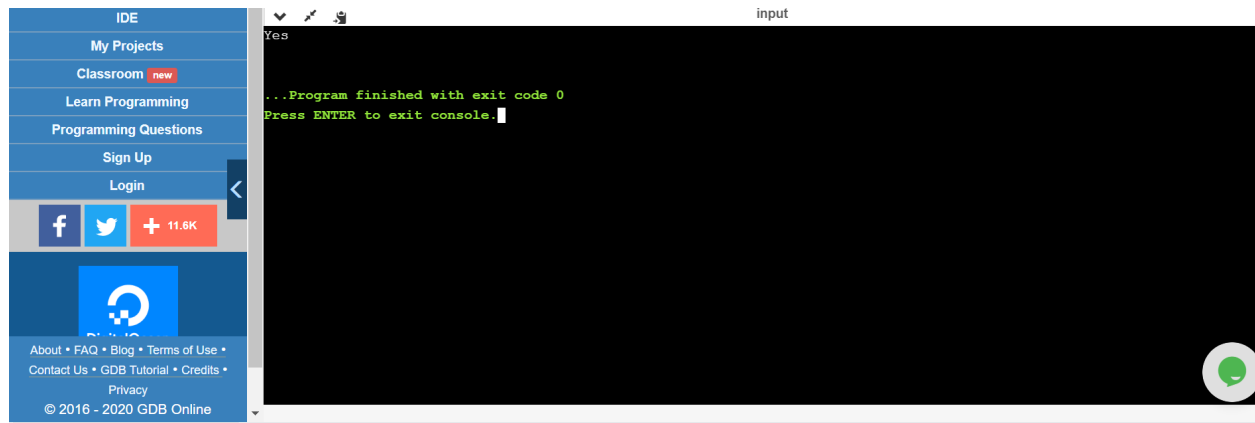 IDE
My Projects
Classroom new
Learn Programming
Programming Questions
Sign Up
Login
f
11.6K
About • FAQ • Blog • Terms of Use •
Contact Us • GDB Tutorial • Credits •
Privacy
© 2016 - 2020 GDB Online
input
Yes
...Program finished with exit code 0
Press ENTER to exit console.